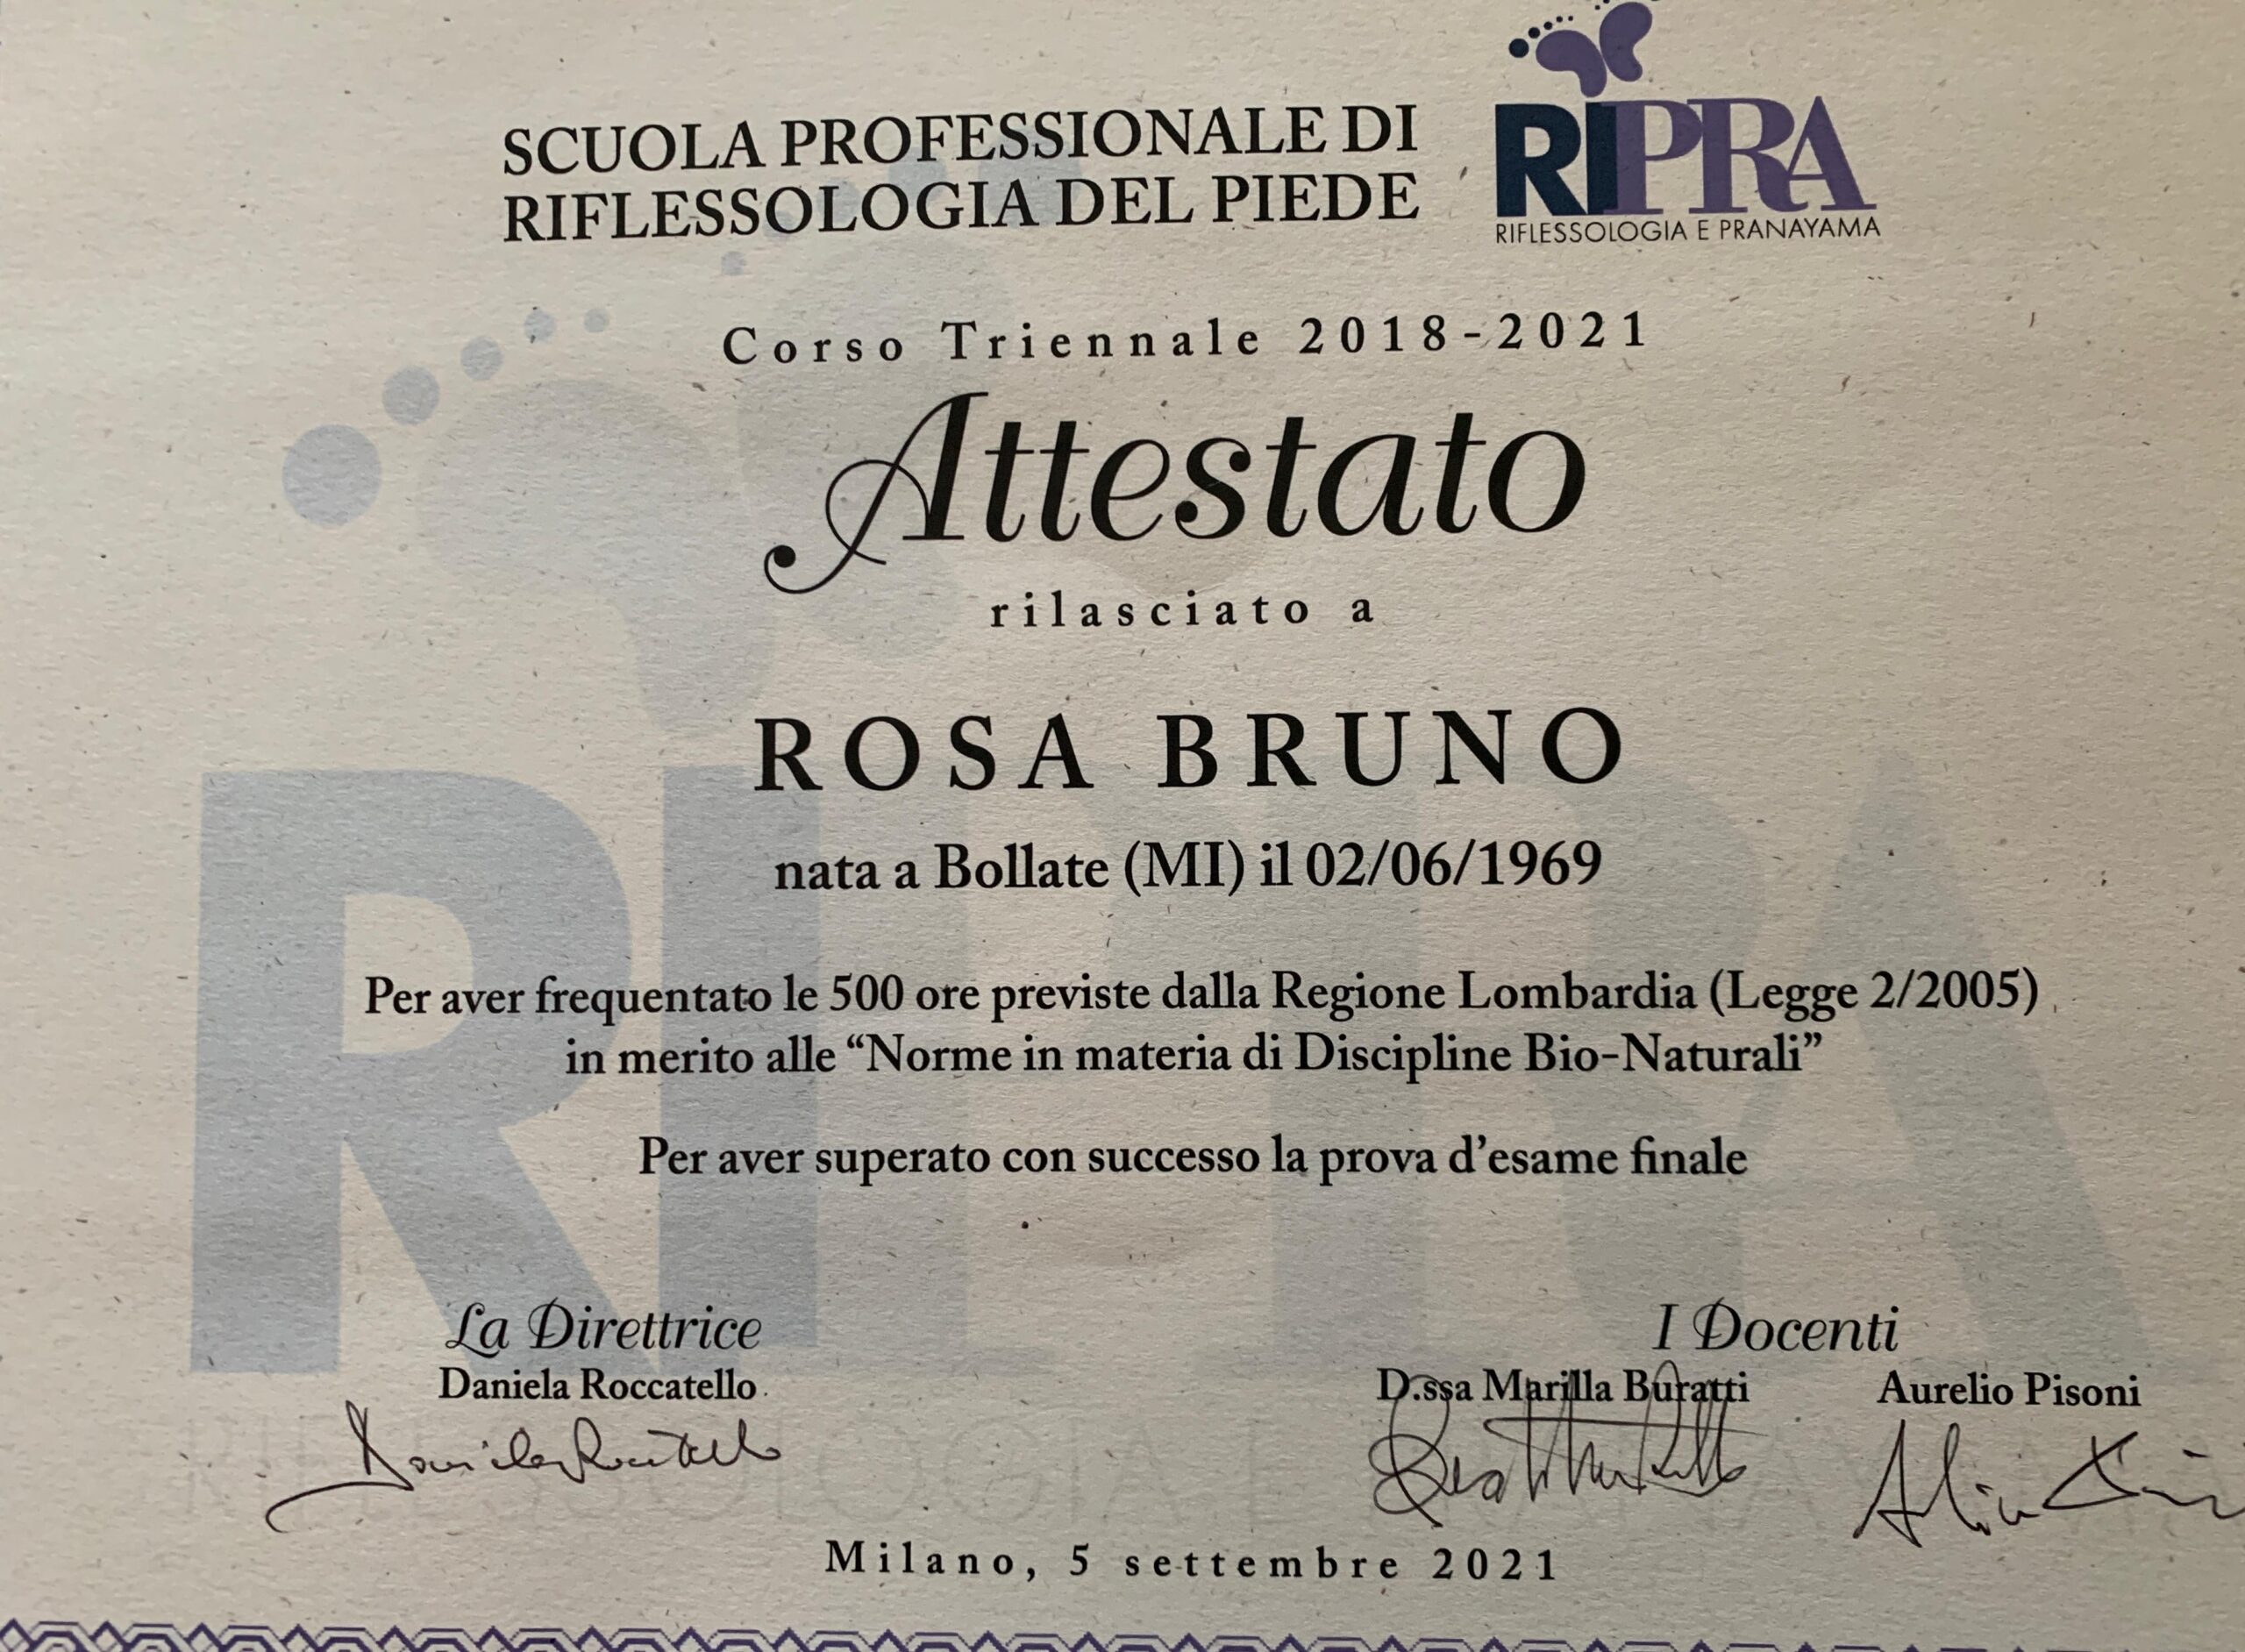 SCUOLA PROFESSIONALE DI
RIFLESSOLOGIA DEL PIEDE
RIPRA
RIFLESSOLOGIA E PRANAYAMA
Corso Triennale 2018-2021
Attestato
rilasciato a
ROSA BRUNO
nata a Bollate (MI) il 02/06/1969
Per aver frequentato le 500 ore previste dalla Regione Lombardia (Legge 2/2005)
in merito alle “Norme in materia di Discipline Bio-Naturali”
Per aver superato con successo la prova d’esame finale
La Direttrice
Daniela Roccatello
Daniela Roccatello
I Docenti
D.ssa Marilla Buratti Aurelio Pisoni
Milano, 5 settembre 2021